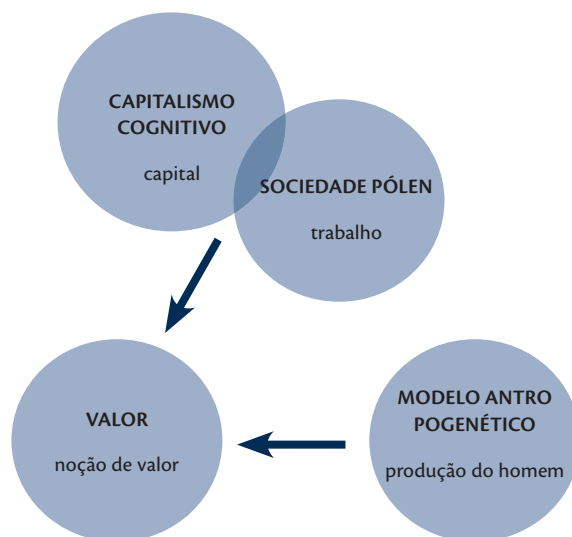 CAPITALISMO
COGNITIVO
capital
SOCIEDADE PÓLEN
trabalho
VALOR
noção de valor
MODELO ANTRO
POGENÉTICO
produção do homem